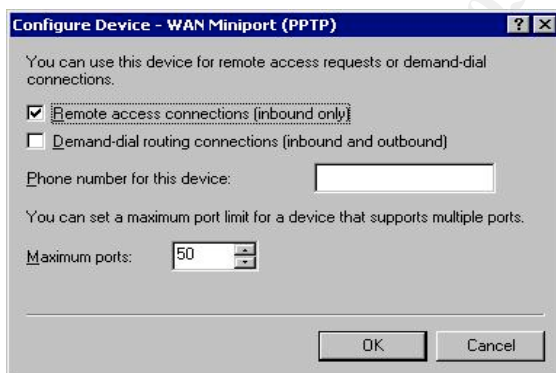 Configure Device - WAN Miniport (PPTP)
You can use this device for remote access requests or demand-dial
connections.
Remote access connections (inbound only)
Demand-dial routing connections (inbound and outbound)
Phone number for this device:
You can set a maximum port limit for a device that supports multiple ports.
Maximum ports: 50
OK Cancel